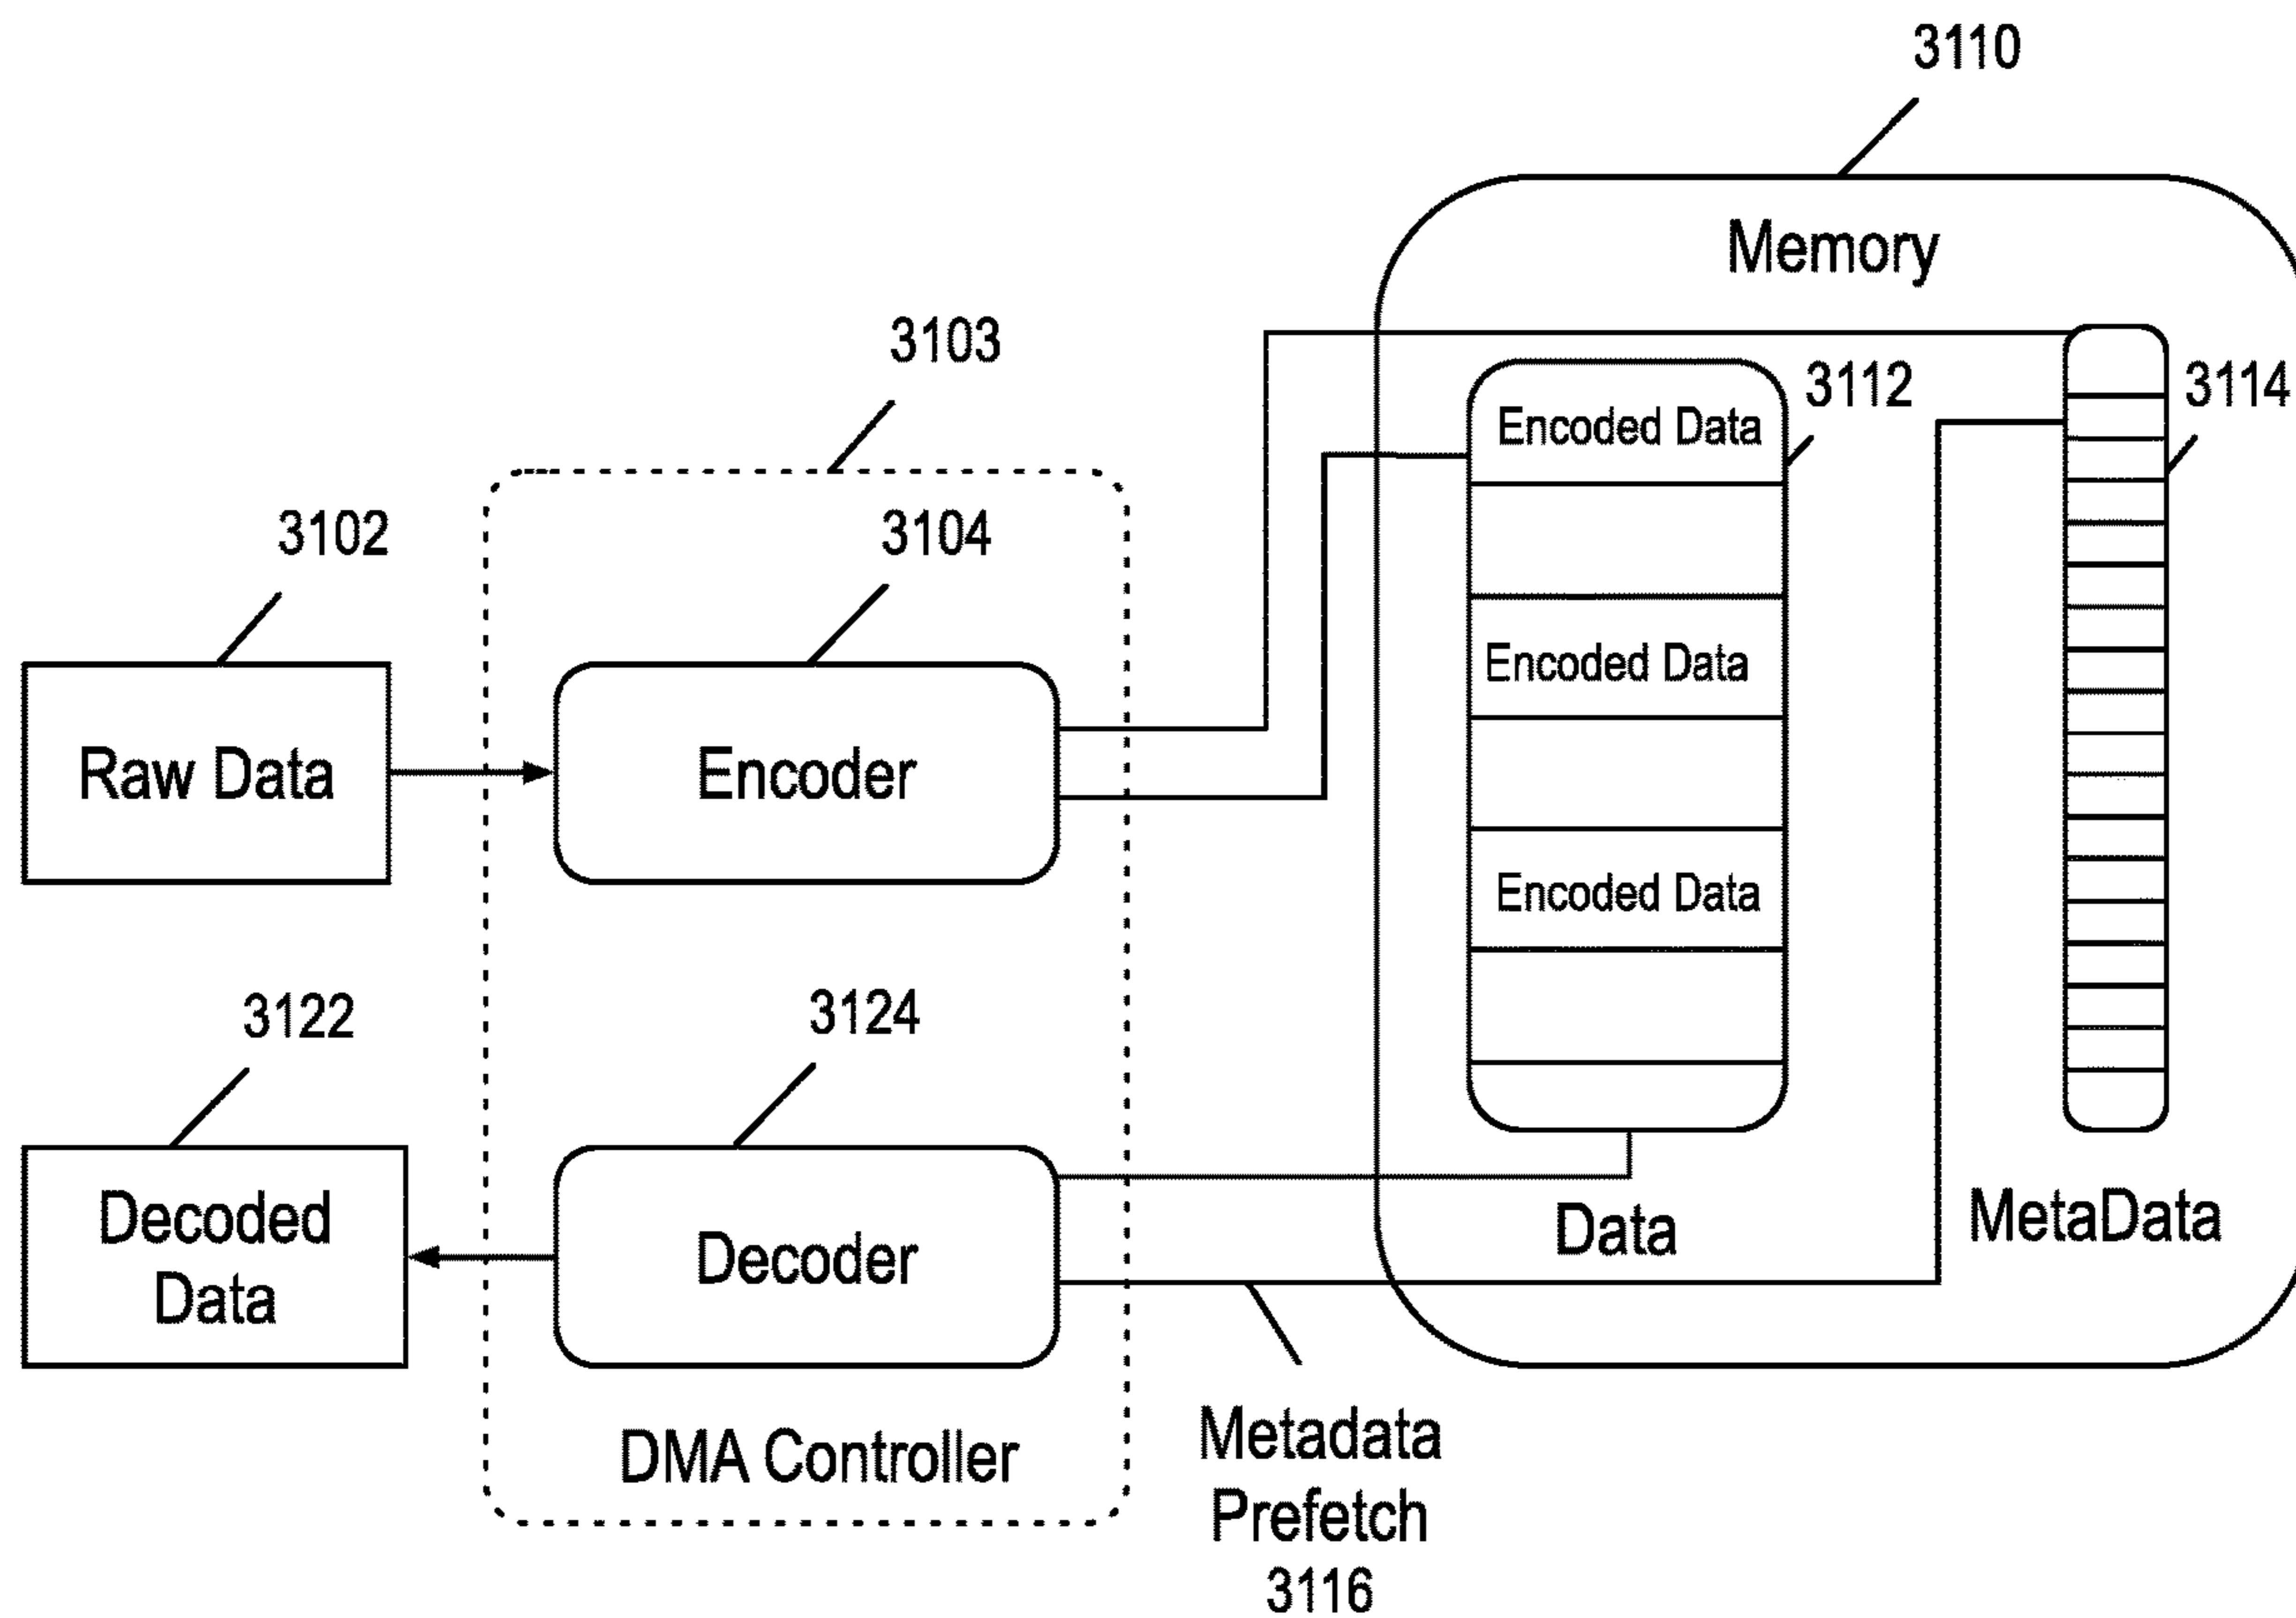 3110
Memory
3103
3112
3114
Encoded Data
3102
3104
Encoded Data
Raw Data
Encoder
Encoded Data
3122
3124
Decoded
Data
Decoder
Data
MetaData
DMA Controller
Metadata
Prefetch
3116